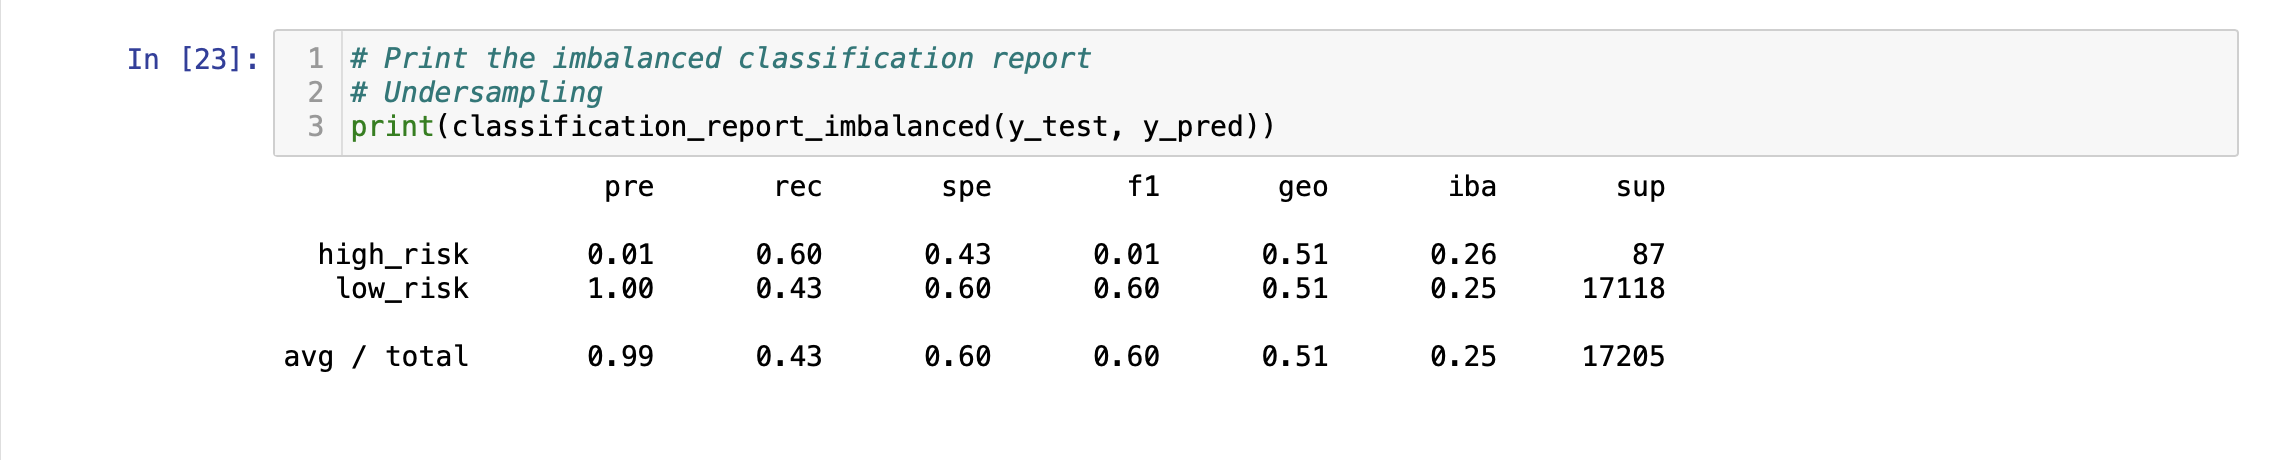 In [23]:
1 # Print the imbalanced classification report
2 # Undersampling
3 print(classification_report_imbalanced(y_test, y_pred))
pre rec spe f1 geo iba sup
high_risk 0.01 0.60 0.43 0.01 0.51 0.26 87
low_risk 1.00 0.43 0.60 0.60 0.51 0.25 17118
avg / total 0.99 0.43 0.60 0.60 0.51 0.25 17205